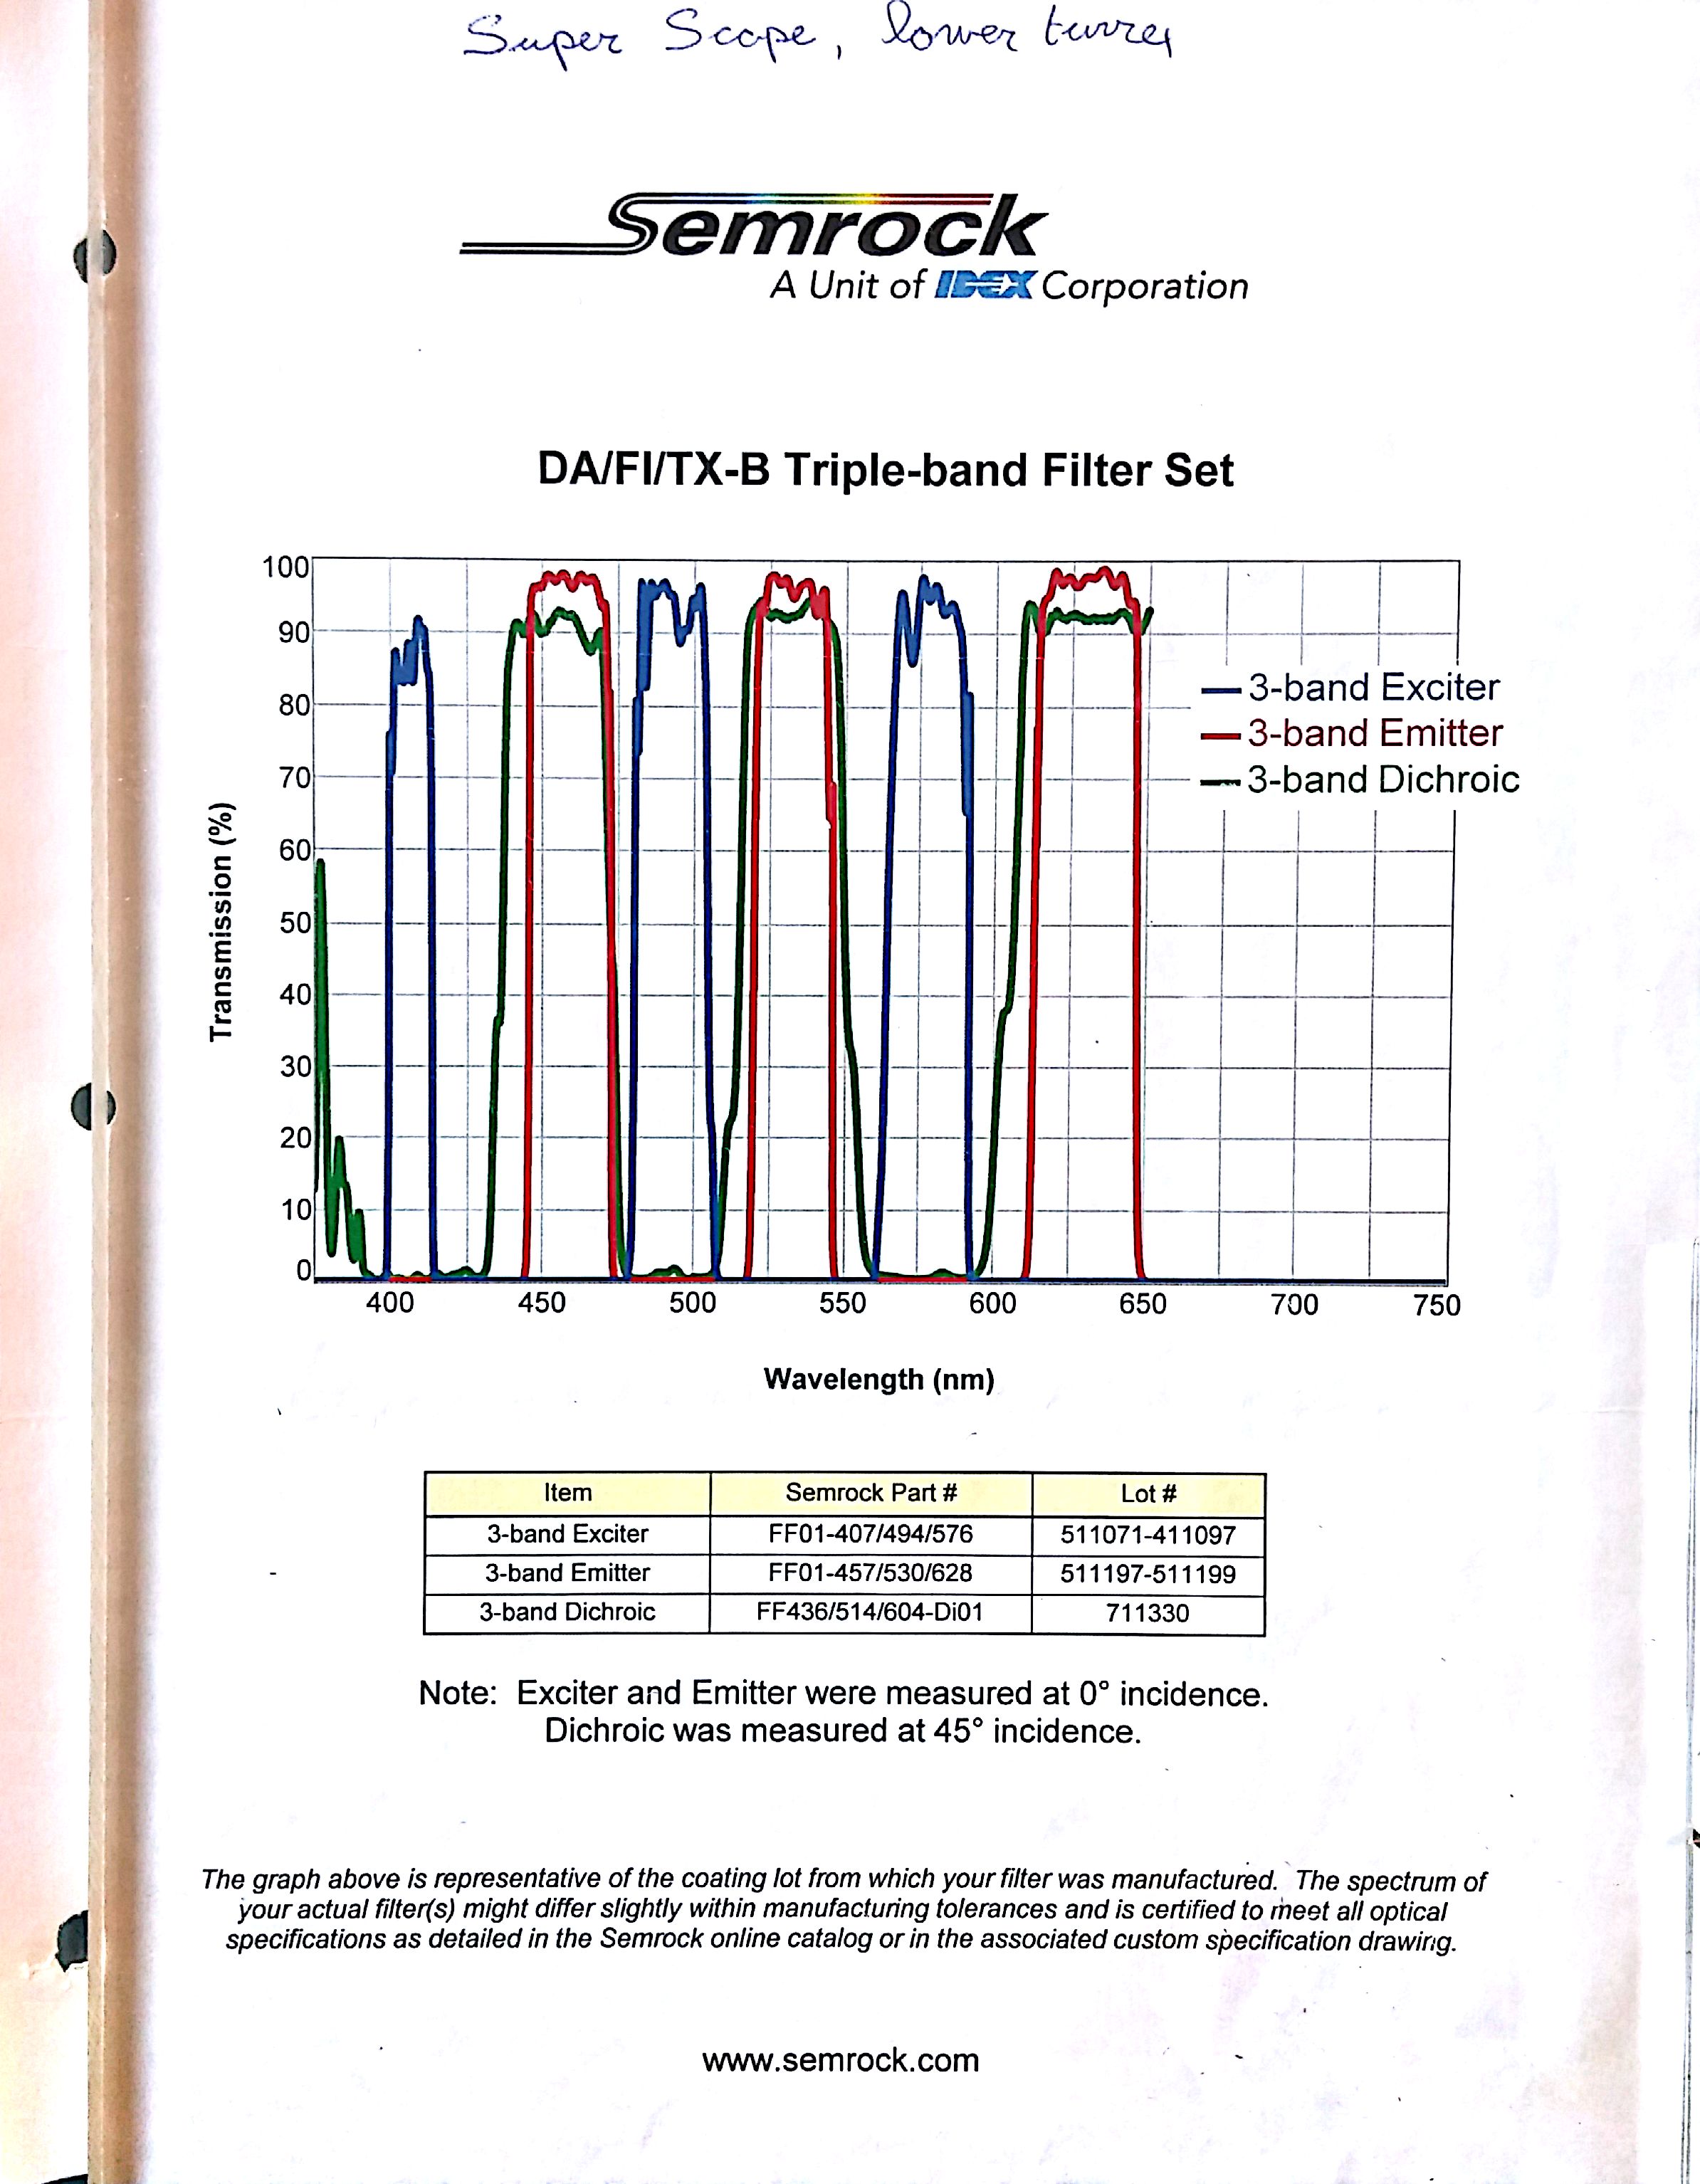 Super Scope, lower turret
Semrock
A Unit of IDEX Corporation
DA/FI/TX-B Triple-band Filter Set
100
90
80
70
60
50
40
30
20
10
0
Transmission (%)
3-band Exciter
3-band Emitter
3-band Dichroic
400 450 500 550 600 650 700 750
Wavelength (nm)
Item Semrock Part # Lot #
3-band Exciter FF01-407/494/576 511071-411097
3-band Emitter FF01-457/530/628 511197-511199
3-band Dichroic FF436/514/604-Di01 711330
Note: Exciter and Emitter were measured at 0° incidence.
Dichroic was measured at 45° incidence.
The graph above is representative of the coating lot from which your filter was manufactured. The spectrum of
your actual filter(s) might differ slightly within manufacturing tolerances and is certified to meet all optical
specifications as detailed in the Semrock online catalog or in the associated custom specification drawing.
www.semrock.com